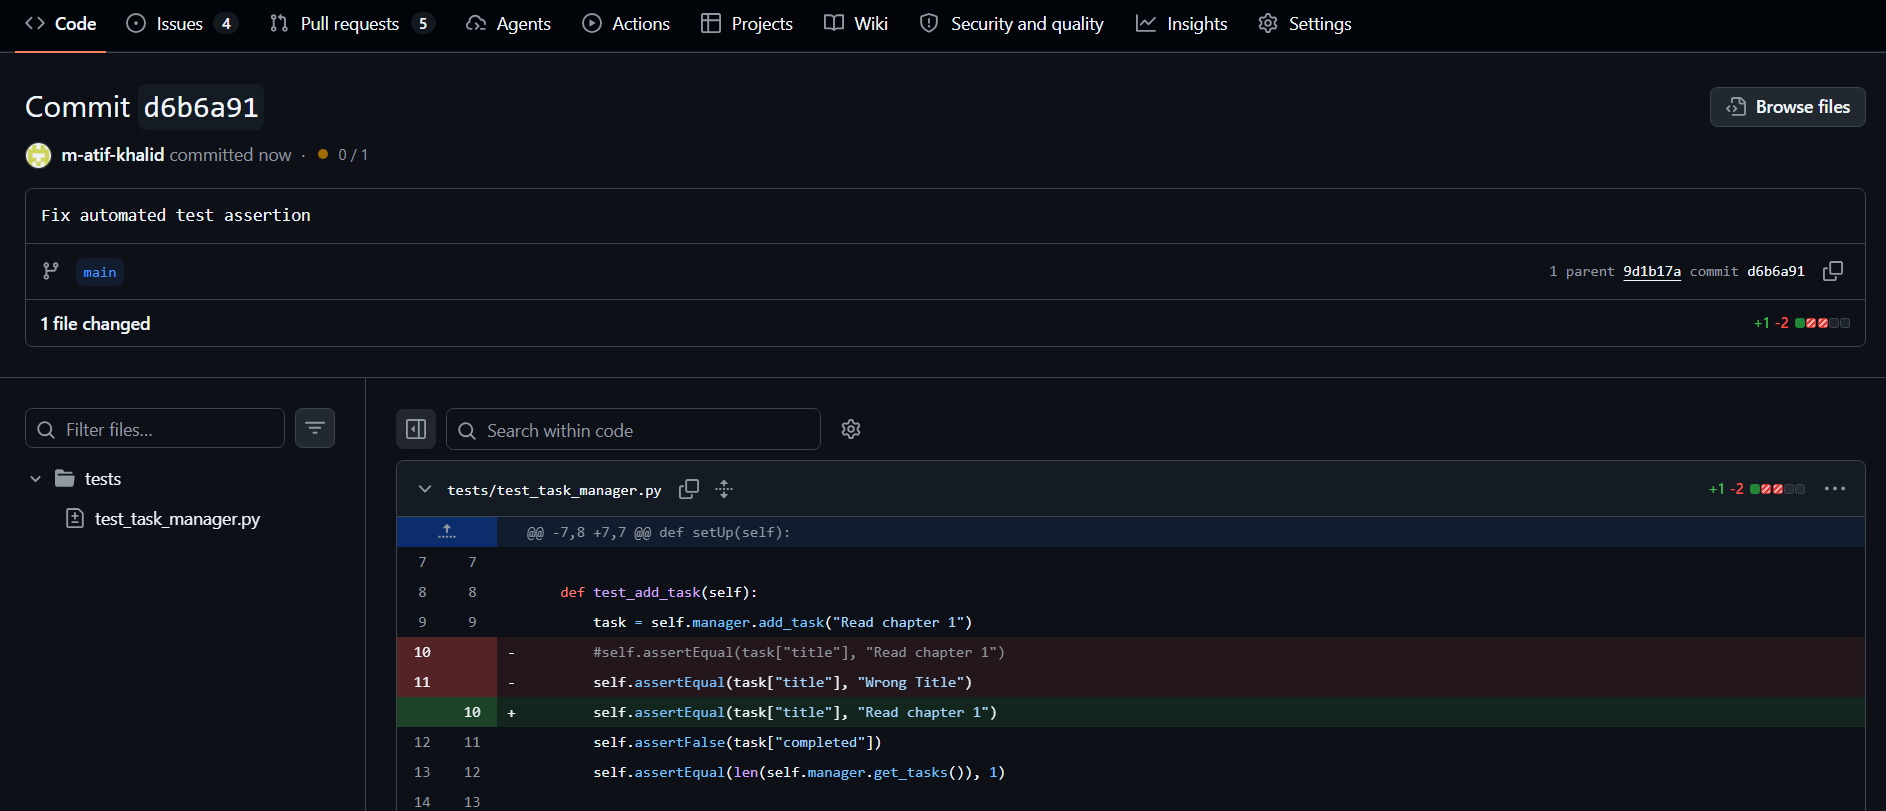 Code Issues 4 Pull requests 5 Agents Actions Projects Wiki Security and quality Insights Settings
Commit d6b6a91
Browse files
m-atif-khalid committed now · 0 / 1
Fix automated test assertion
main
1 parent 9d1b17a commit d6b6a91
1 file changed
+1 -2
Filter files...
tests
test_task_manager.py
Search within code
tests/test_task_manager.py
+1 -2
@@ -7,8 +7,7 @@ def setUp(self):
7 7
8 8 def test_add_task(self):
9 9 task = self.manager.add_task("Read chapter 1")
10 - #self.assertEqual(task["title"], "Read chapter 1")
11 - self.assertEqual(task["title"], "Wrong Title")
10 + self.assertEqual(task["title"], "Read chapter 1")
12 11 self.assertFalse(task["completed"])
13 12 self.assertEqual(len(self.manager.get_tasks()), 1)
14 13